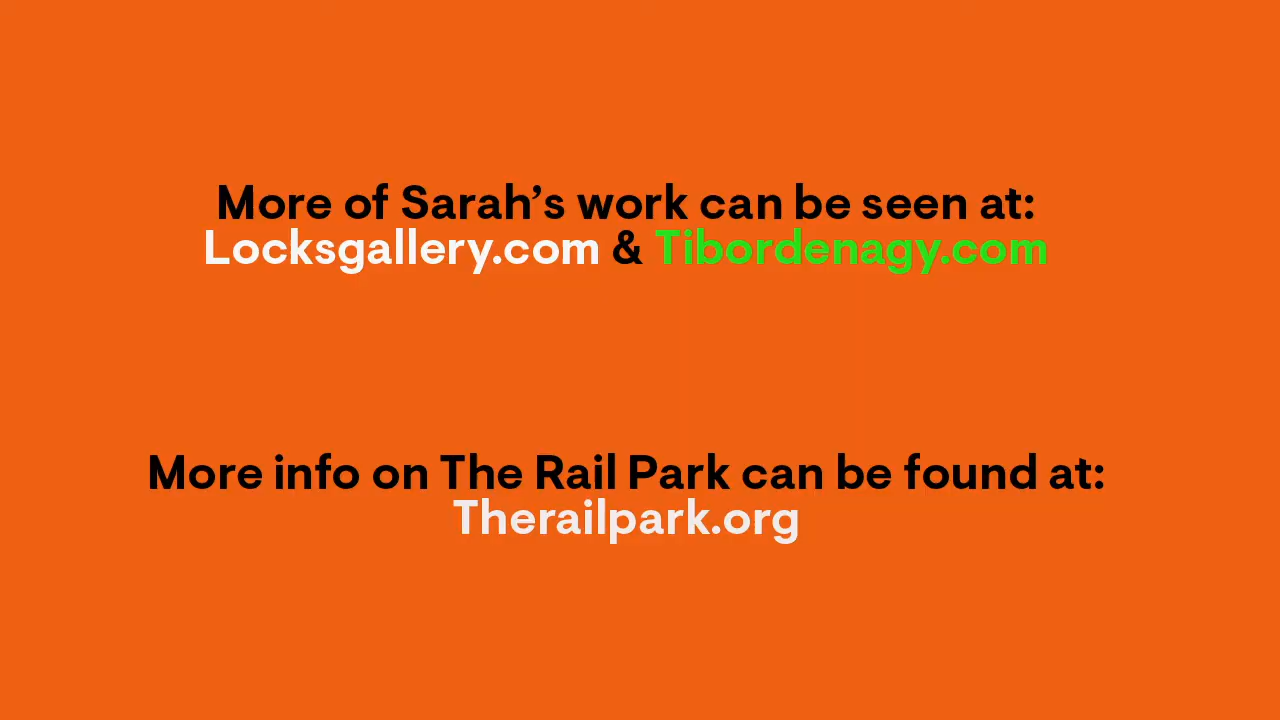 More of Sarah’s work can be seen at:
Locksgallery.com & Tibordenagy.com
More info on The Rail Park can be found at:
Therailpark.org